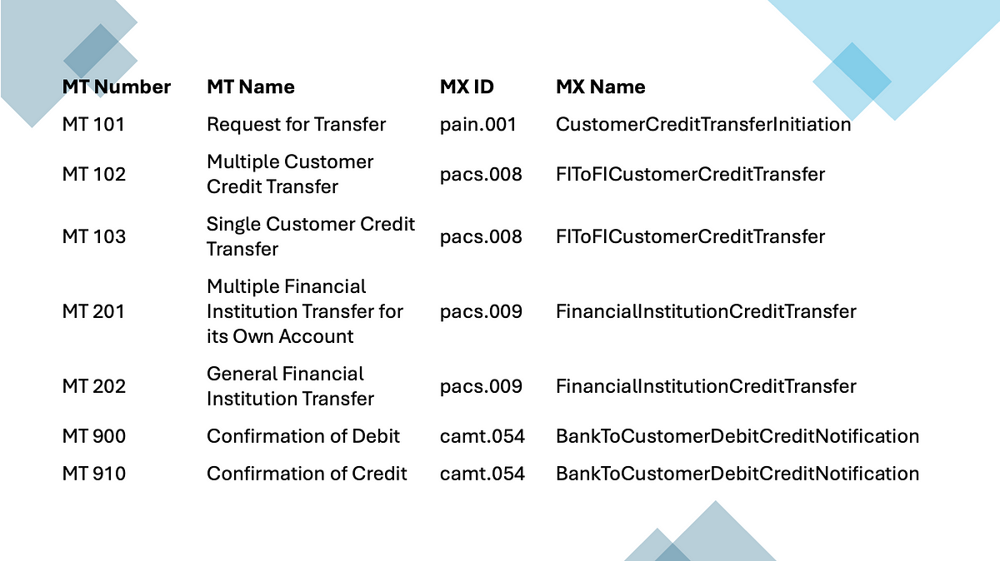 MT Number MT Name MX ID MX Name
MT 101 Request for Transfer pain.001 CustomerCreditTransferInitiation
MT 102 Multiple Customer
Credit Transfer pacs.008 FIToFICustomerCreditTransfer
MT 103 Single Customer Credit
Transfer pacs.008 FIToFICustomerCreditTransfer
MT 201 Multiple Financial
Institution Transfer for
its Own Account pacs.009 FinancialInstitutionCreditTransfer
MT 202 General Financial
Institution Transfer pacs.009 FinancialInstitutionCreditTransfer
MT 900 Confirmation of Debit camt.054 BankToCustomerDebitCreditNotification
MT 910 Confirmation of Credit camt.054 BankToCustomerDebitCreditNotification